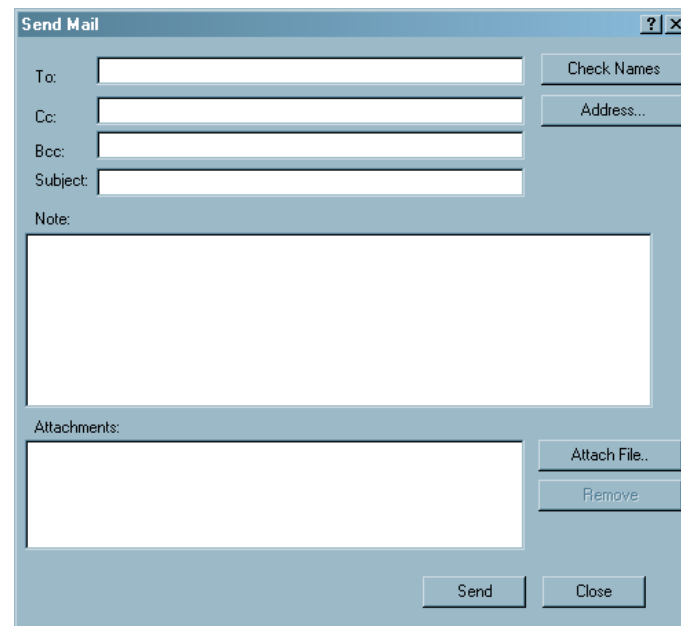 Send Mail
To:
Check Names
Cc:
Address...
Bcc:
Subject:
Note:
Attachments:
Attach File..
Remove
Send
Close